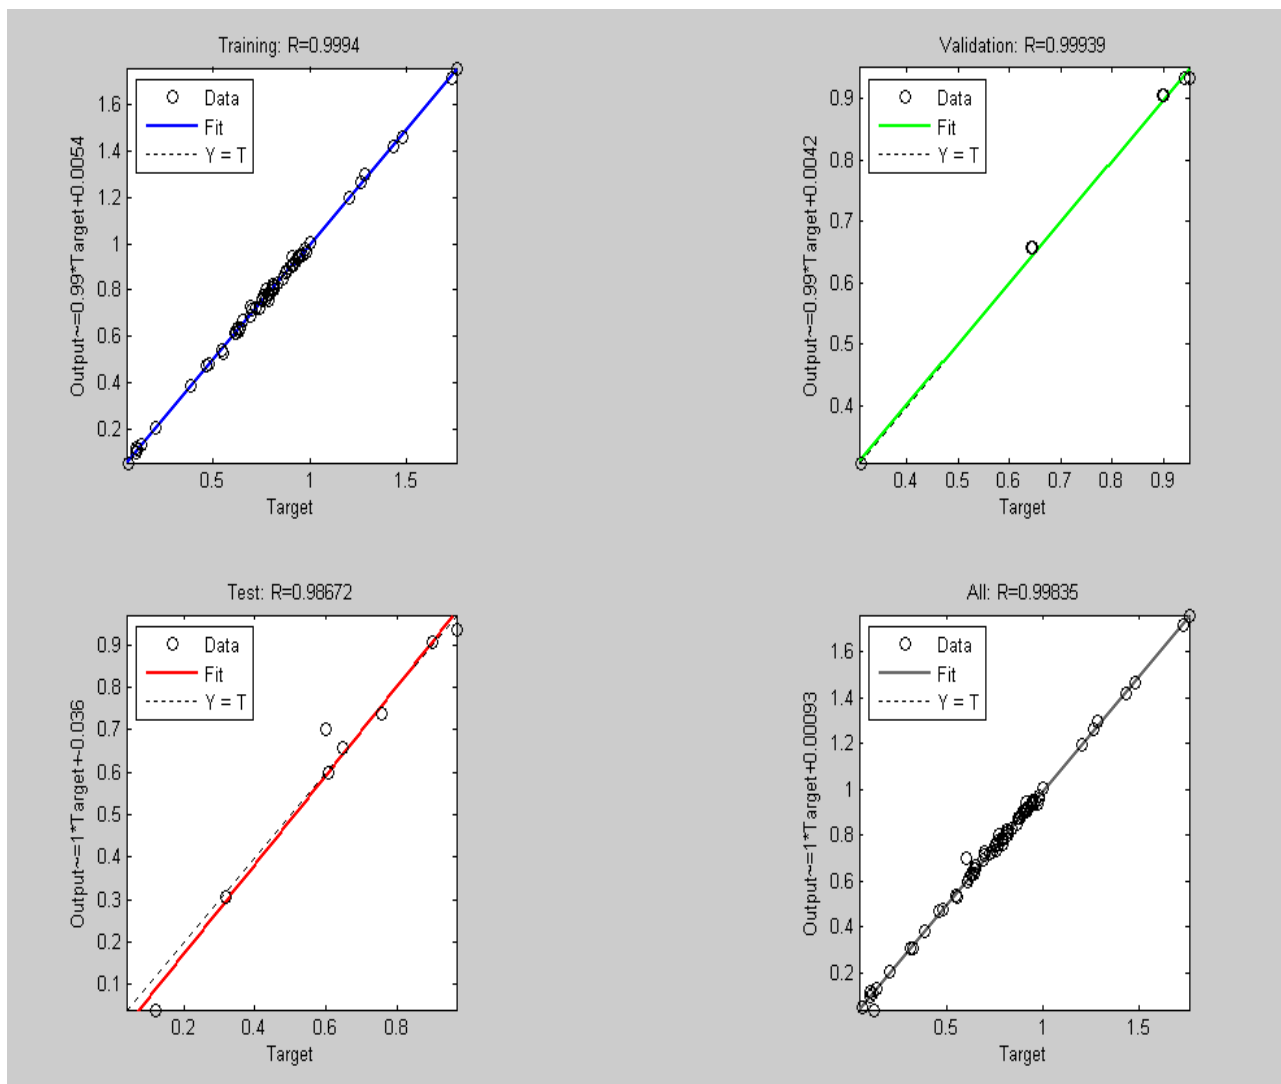 Training: R=0.9994
Data
Fit
Y = T
Output~=0.99*Target+0.0054
1.6
1.4
1.2
1
0.8
0.6
0.4
0.2
0.5 1 1.5
Target
Validation: R=0.99939
Data
Fit
Y = T
Output~=0.99*Target+0.0042
0.9
0.8
0.7
0.6
0.5
0.4
0.4 0.5 0.6 0.7 0.8 0.9
Target
Test: R=0.98672
Data
Fit
Y = T
Output~=1*Target+-0.036
0.9
0.8
0.7
0.6
0.5
0.4
0.3
0.2
0.1
0.2 0.4 0.6 0.8
Target
All: R=0.99835
Data
Fit
Y = T
Output~=1*Target+0.00093
1.6
1.4
1.2
1
0.8
0.6
0.4
0.2
0.5 1 1.5
Target